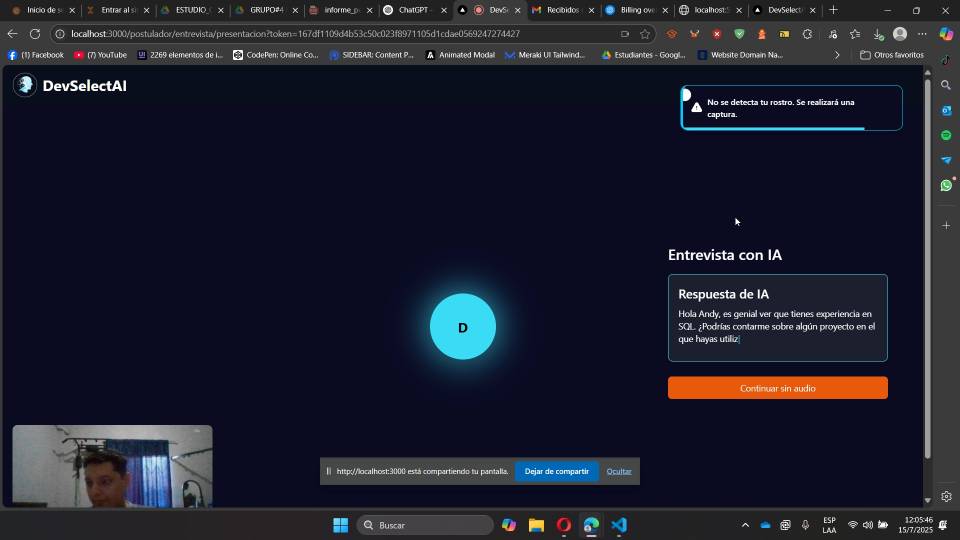 Inicio de s
Entrar al si
ESTUDIO_
GRUPO#4
informe_p
ChatGPT -
DevS
Recibidos
Billing ove
localhost:
DevSelect
localhost:3000/postulador/entrevista/presentacion?token=167df1109d4b53c50c023f8971105d1cdae0569247274427
(1) Facebook
(7) YouTube
2269 elementos de i...
CodePen: Online Co...
SIDEBAR: Content P...
Animated Modal
Meraki UI Tailwind...
Estudiantes - Googl...
Website Domain Na...
Otros favoritos
DevSelectAI
No se detecta tu rostro. Se realizará una
captura.
Entrevista con IA
Respuesta de IA
Hola Andy, es genial ver que tienes experiencia en
SQL. ¿Podrías contarme sobre algún proyecto en el
que hayas utiliz
D
Continuar sin audio
http://localhost:3000 está compartiendo tu pantalla.
Dejar de compartir
Ocultar
Buscar
ESP
LAA
12:05:46
15/7/2025